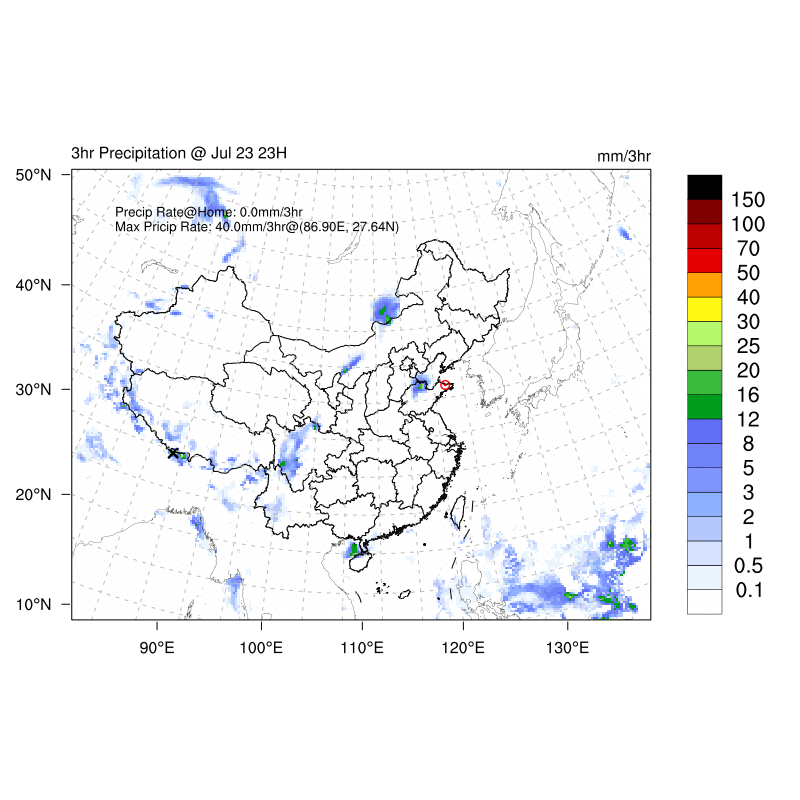 3hr Precipitation @ Jul 23 23H
mm/3hr
Precip Rate@Home: 0.0mm/3hr
Max Pricip Rate: 40.0mm/3hr@(86.90E, 27.64N)
50°N
40°N
30°N
20°N
10°N
90°E
100°E
110°E
120°E
130°E
150
100
70
50
40
30
25
20
16
12
8
5
3
2
1
0.5
0.1